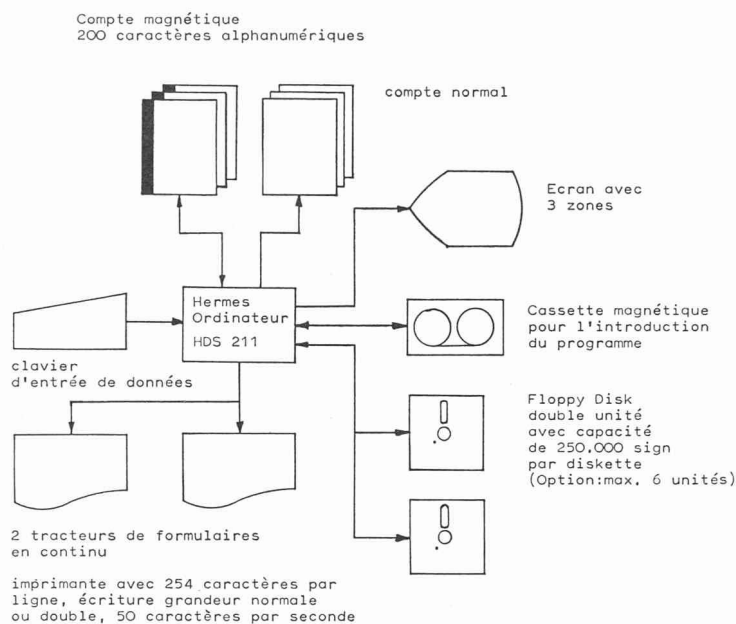 Compte magnétique
200 caractères alphanumériques
compte normal
Ecran avec
3 zones
Hermes
Ordinateur
HDS 211
Cassette magnétique
pour l'introduction
du programme
clavier
d'entrée de données
Floppy Disk
double unité
avec capacité
de 250.000 sign
par diskette
(Option:max. 6 unités)
2 tracteurs de formulaires
en continu
imprimante avec 254 caractères par
ligne, écriture grandeur normale
ou double, 50 caractères par seconde